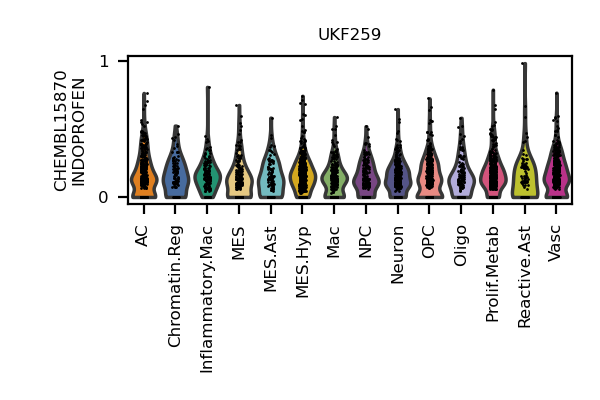 UKF259
CHEMBL15870
INDOPROFEN
1
0
AC
Chromatin.Reg
Inflammatory.Mac
MES
MES.Ast
MES.Hyp
Mac
NPC
Neuron
OPC
Oligo
Prolif.Metab
Reactive.Ast
Vasc